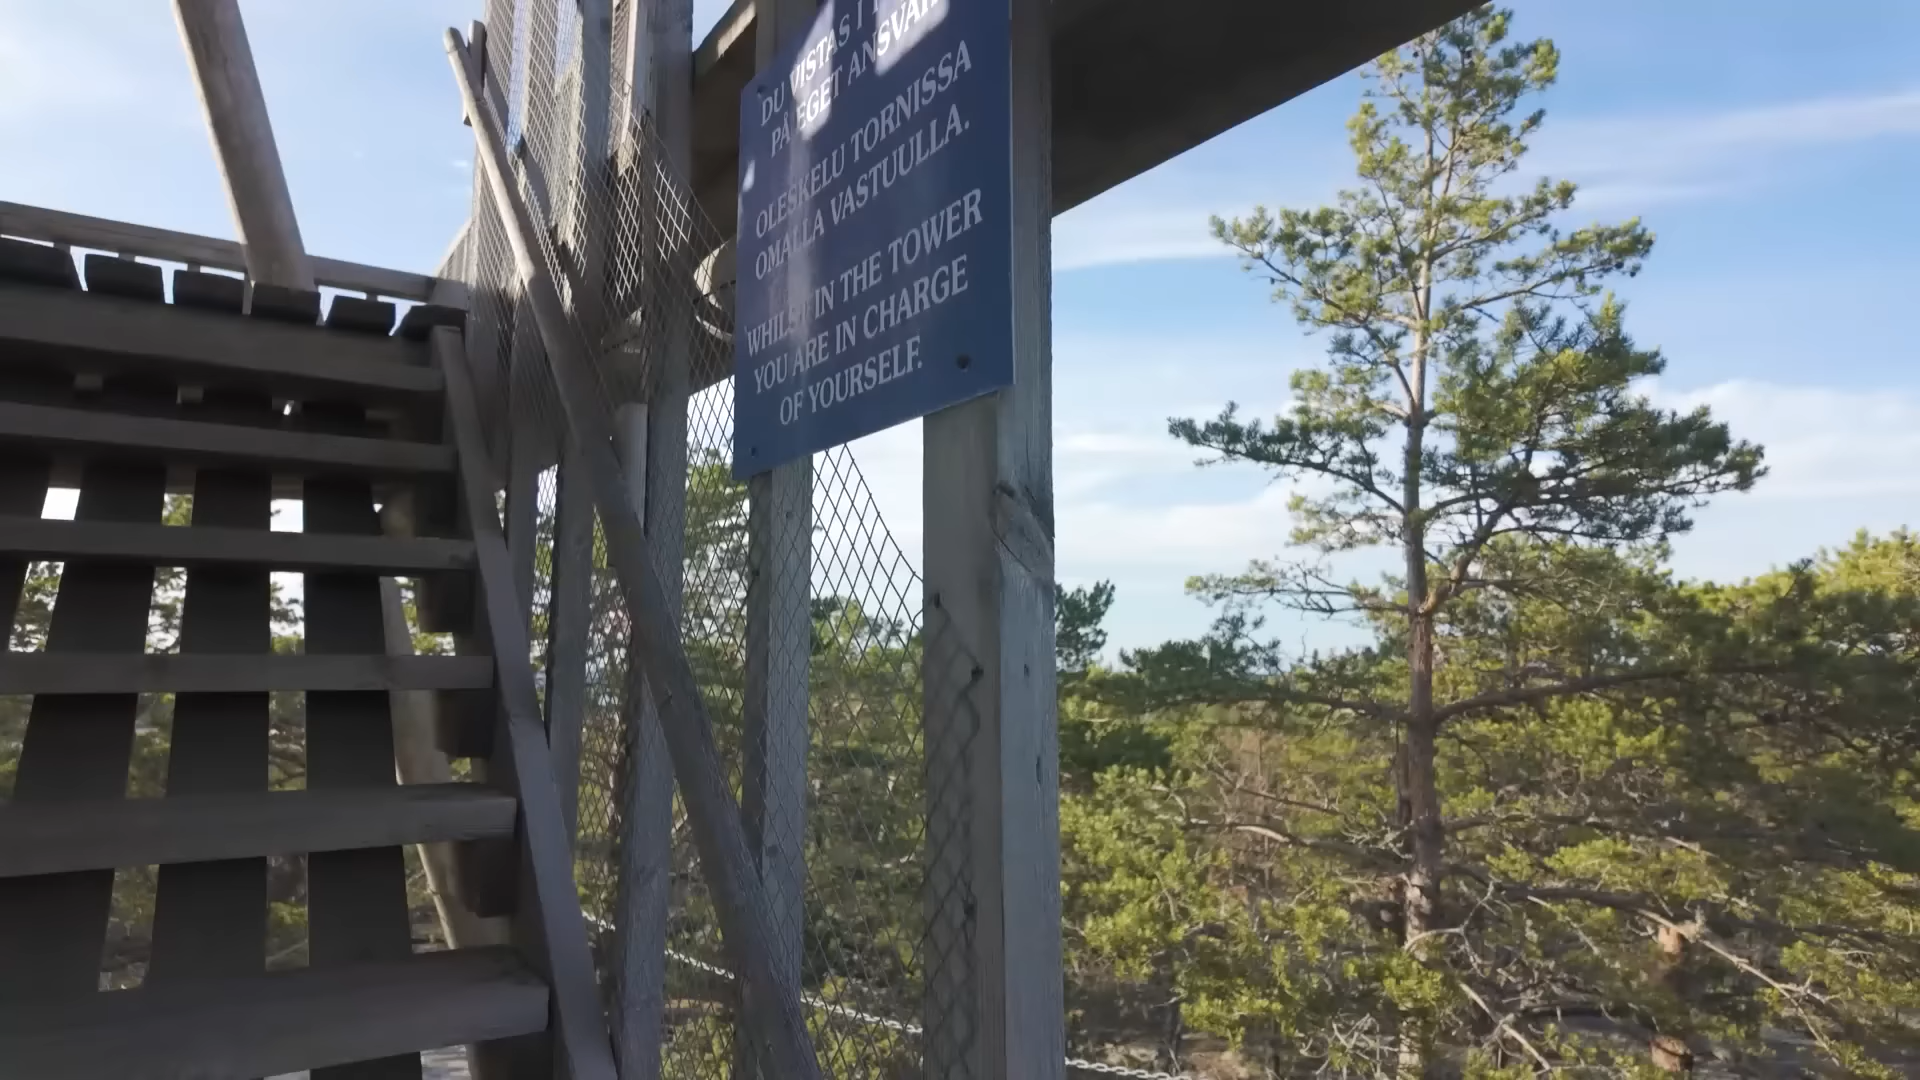 DU VISTAS I
PÅ EGET ANSVAR
OLESKELU TORNISSA
OMALLA VASTUULLA.
WHILST IN THE TOWER
YOU ARE IN CHARGE
OF YOURSELF.